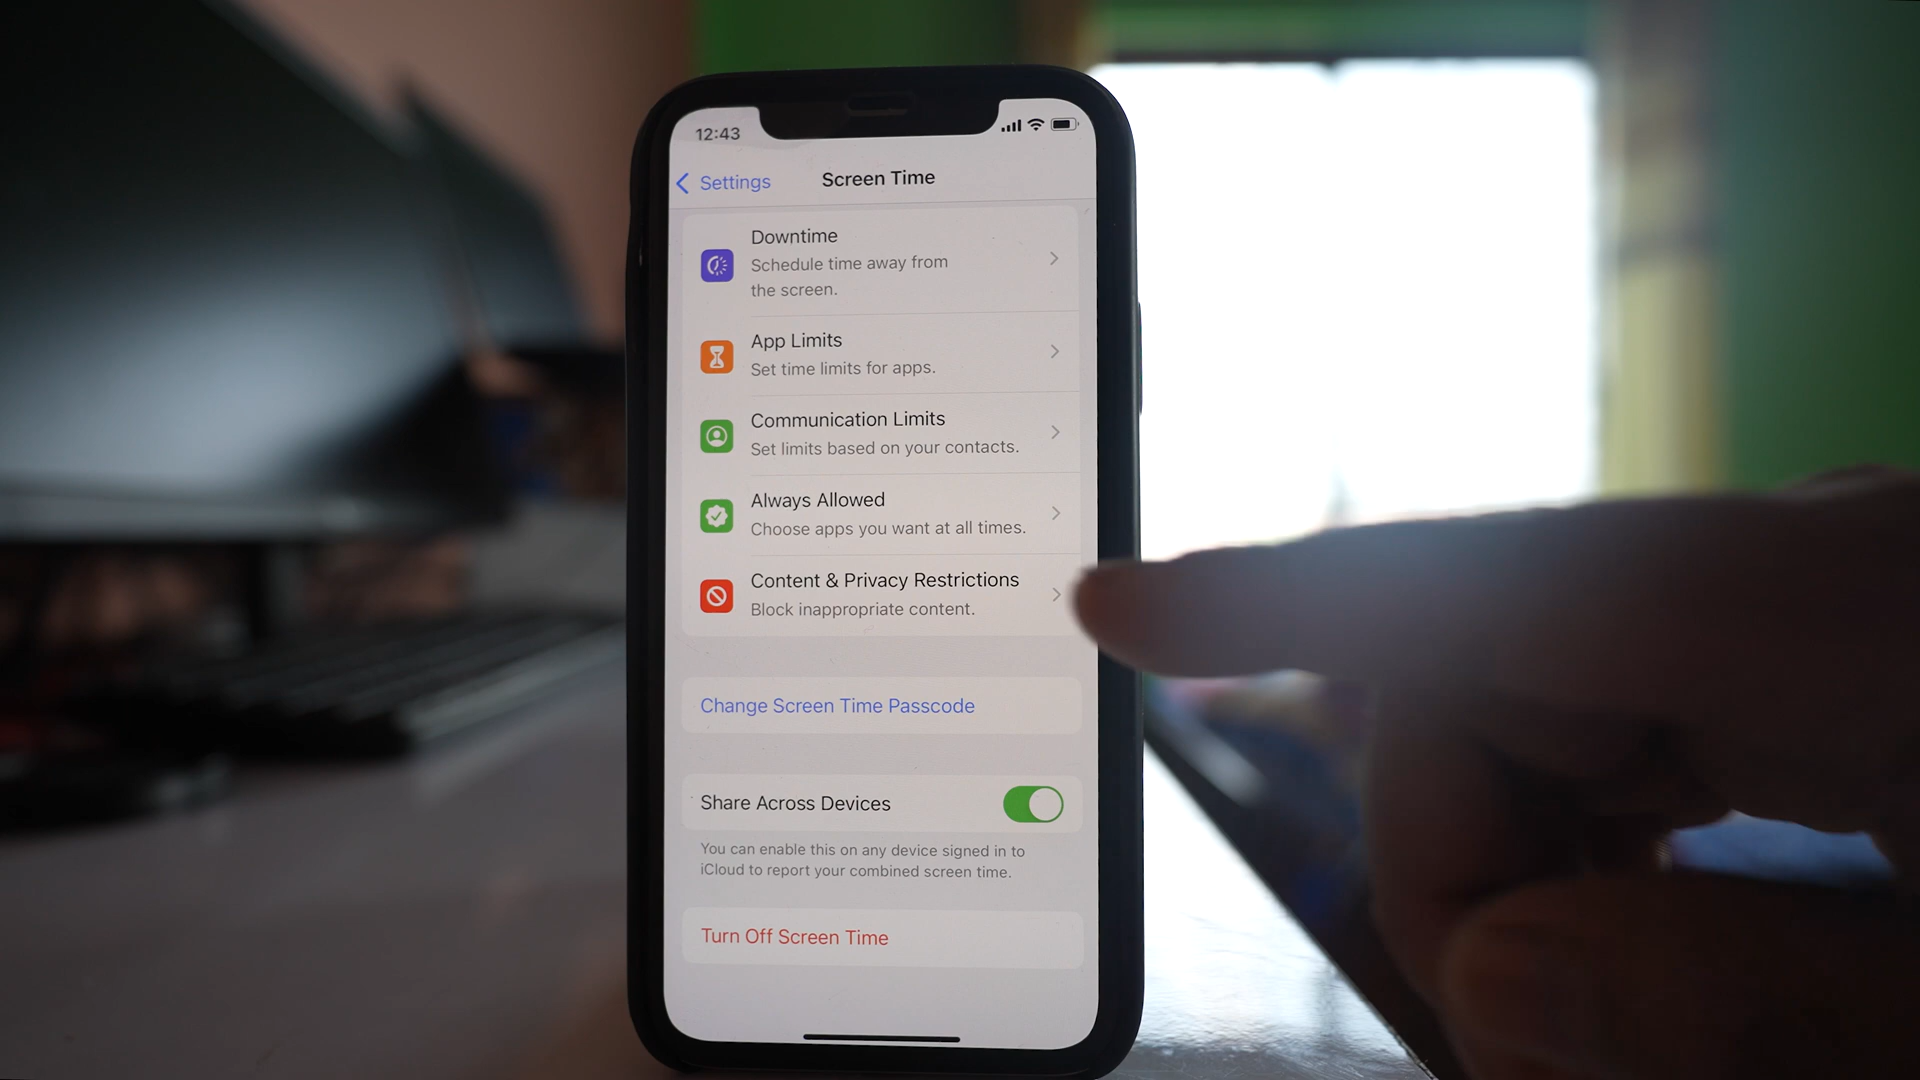 12:43
Settings
Screen Time
Downtime
Schedule time away from
the screen.
App Limits
Set time limits for apps.
Communication Limits
Set limits based on your contacts.
Always Allowed
Choose apps you want at all times.
Content & Privacy Restrictions
Block inappropriate content.
Change Screen Time Passcode
Share Across Devices
You can enable this on any device signed in to
iCloud to report your combined screen time.
Turn Off Screen Time